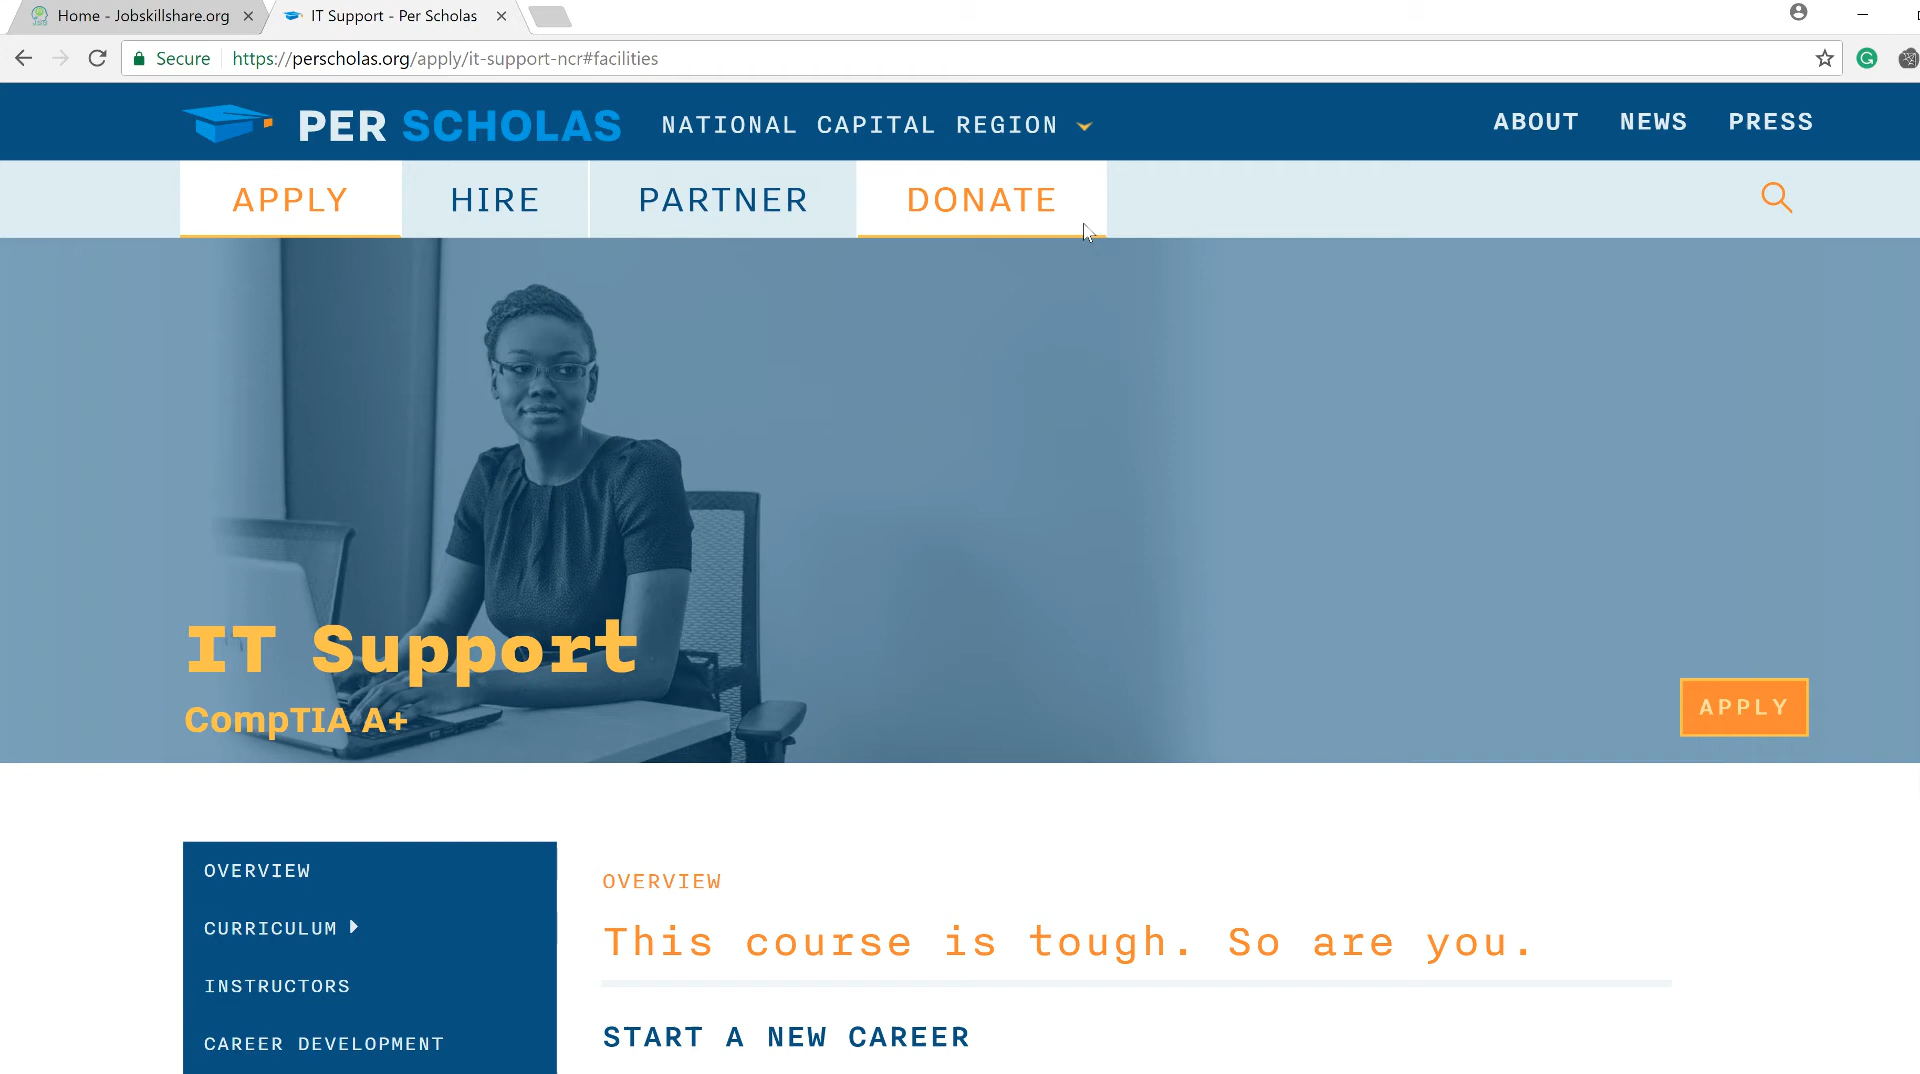 Home - Jobskillshare.org
IT Support - Per Scholas
Secure https://perscholas.org/apply/it-support-ncr#facilities
PER SCHOLAS
NATIONAL CAPITAL REGION
ABOUT NEWS PRESS
APPLY HIRE PARTNER DONATE
IT Support
CompTIA A+
APPLY
OVERVIEW
CURRICULUM
INSTRUCTORS
CAREER DEVELOPMENT
OVERVIEW
This course is tough. So are you.
START A NEW CAREER